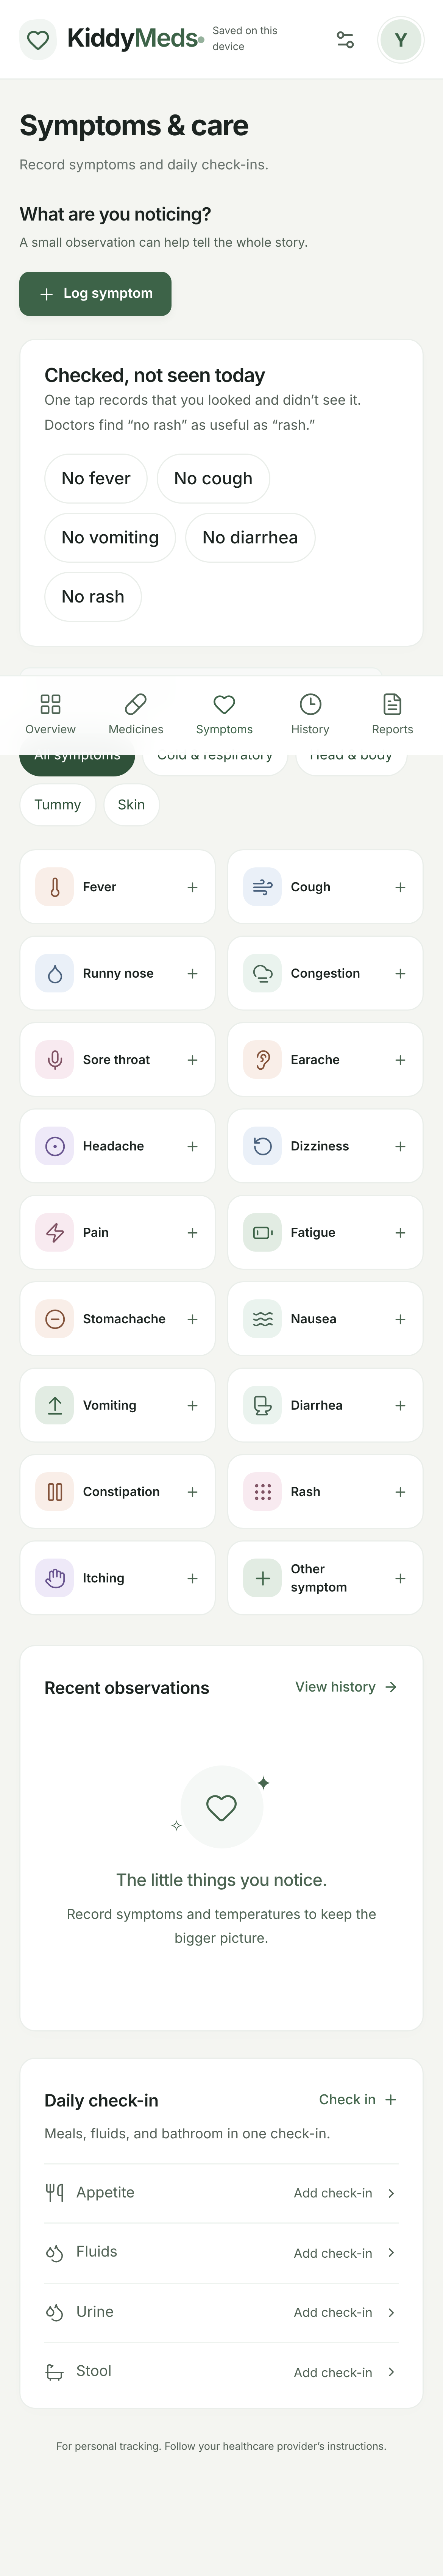 KiddyMeds
Saved on this
device
Y
Symptoms & care
Record symptoms and daily check-ins.
What are you noticing?
A small observation can help tell the whole story.
Log symptom
Checked, not seen today
One tap records that you looked and didn’t see it.
Doctors find “no rash” as useful as “rash.”
No fever
No cough
No vomiting
No diarrhea
No rash
Overview
Medicines
Symptoms
History
Reports
All symptoms
Cold & respiratory
Head & body
Tummy
Skin
Fever
Cough
Runny nose
Congestion
Sore throat
Earache
Headache
Dizziness
Pain
Fatigue
Stomachache
Nausea
Vomiting
Diarrhea
Constipation
Rash
Itching
Other
symptom
Recent observations
View history
The little things you notice.
Record symptoms and temperatures to keep the
bigger picture.
Daily check-in
Check in
Meals, fluids, and bathroom in one check-in.
Appetite
Add check-in
Fluids
Add check-in
Urine
Add check-in
Stool
Add check-in
For personal tracking. Follow your healthcare provider’s instructions.